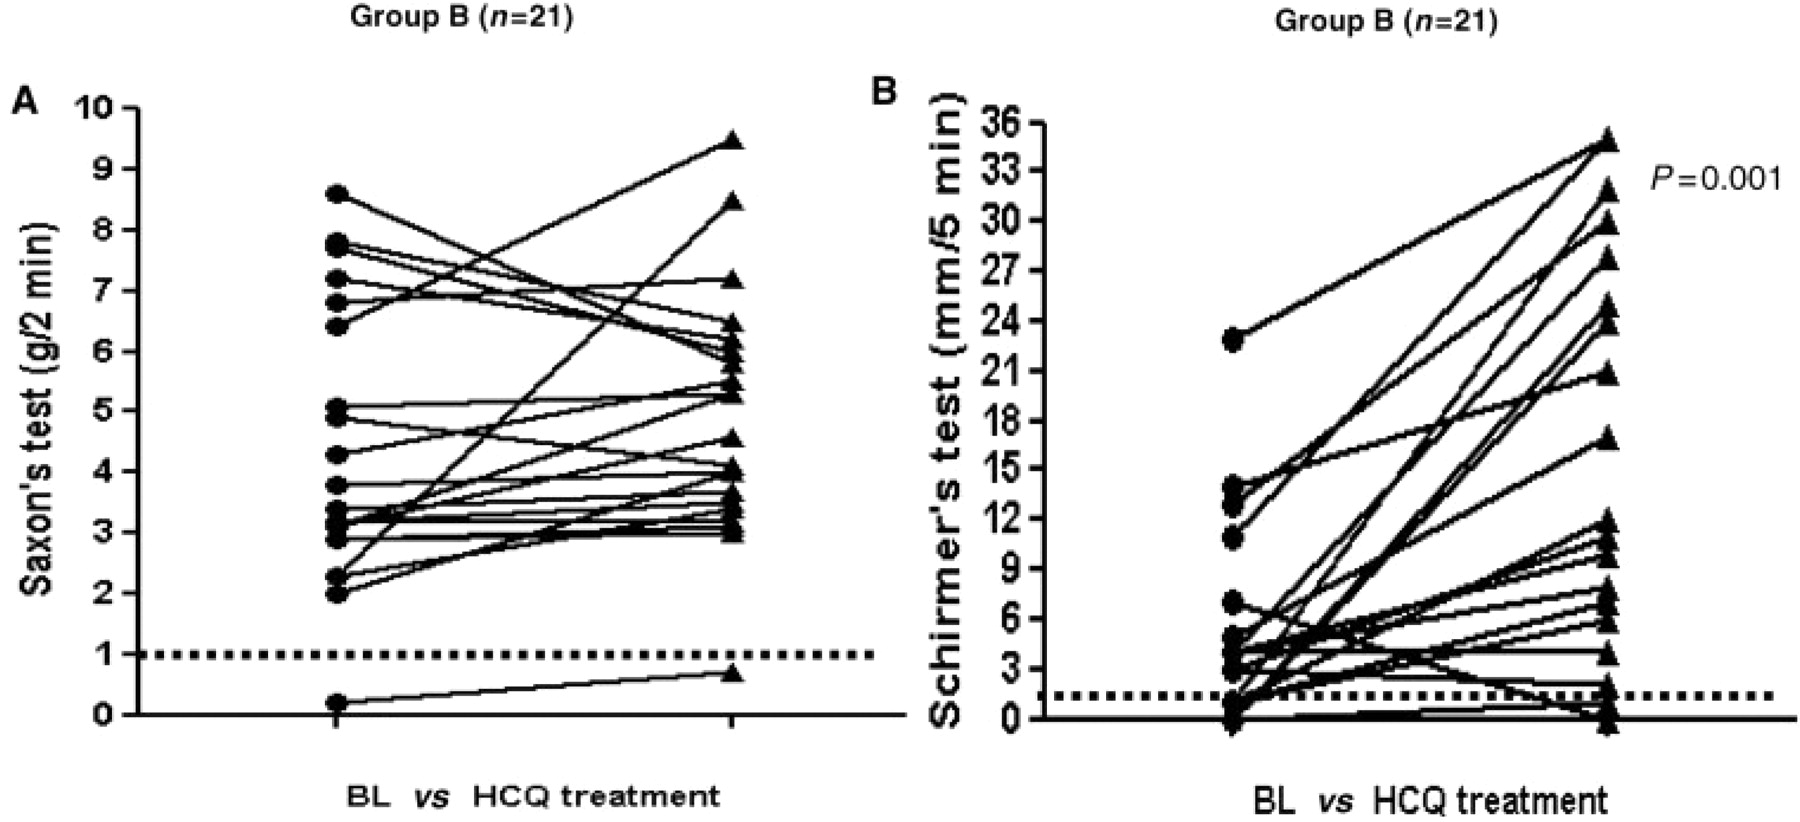 Group B (n=21)
A
Saxon's test (g/2 min)
10
9
8
7
6
5
4
3
2
1
0
BL vs HCQ treatment
Group B (n=21)
B
Schirmer's test (mm/5 min)
36
33
30
27
24
21
18
15
12
9
6
3
0
P=0.001
BL vs HCQ treatment